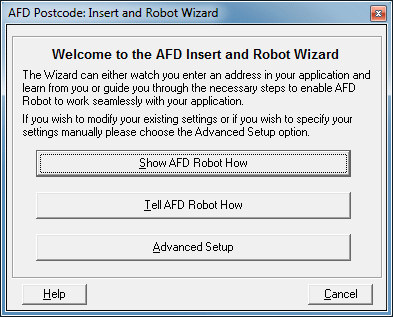 AFD Postcode: Insert and Robot Wizard
Welcome to the AFD Insert and Robot Wizard
The Wizard can either watch you enter an address in your application and
learn from you or guide you through the necessary steps to enable AFD
Robot to work seamlessly with your application.
If you wish to modify your existing settings or if you wish to specify your
settings manually please choose the Advanced Setup option.
Show AFD Robot How
Tell AFD Robot How
Advanced Setup
Help
Cancel